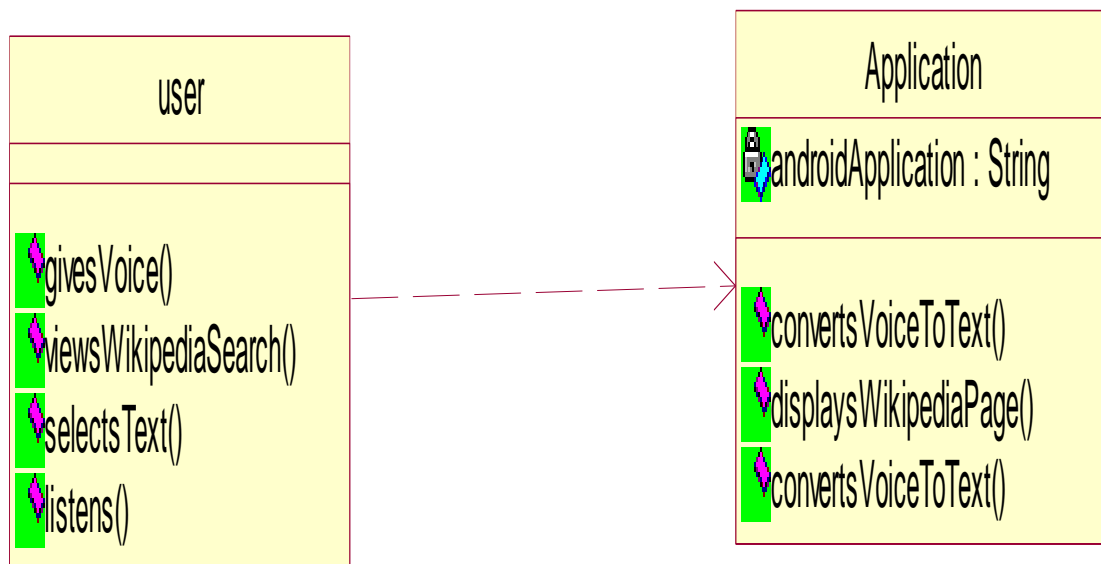 user
givesVoice()
viewsWikipediaSearch()
selectsText()
listens()
Application
androidApplication : String
convertsVoiceToText()
displaysWikipediaPage()
convertsVoiceToText()